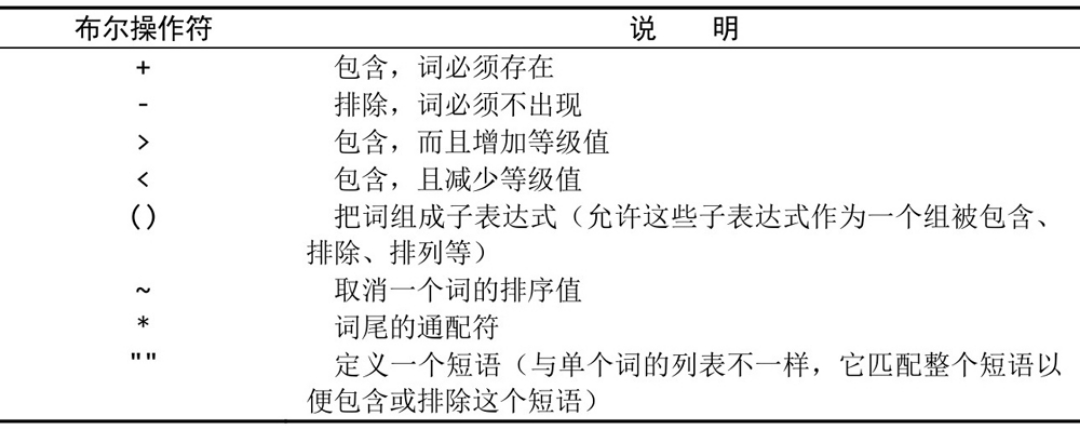 布尔操作符 说 明
+ 包含，词必须存在
- 排除，词必须不出现
> 包含，而且增加等级值
< 包含，且减少等级值
() 把词组成子表达式（允许这些子表达式作为一个组被包含、
排除、排列等）
~ 取消一个词的排序值
* 词尾的通配符
"" 定义一个短语（与单个词的列表不一样，它匹配整个短语以
便包含或排除这个短语）